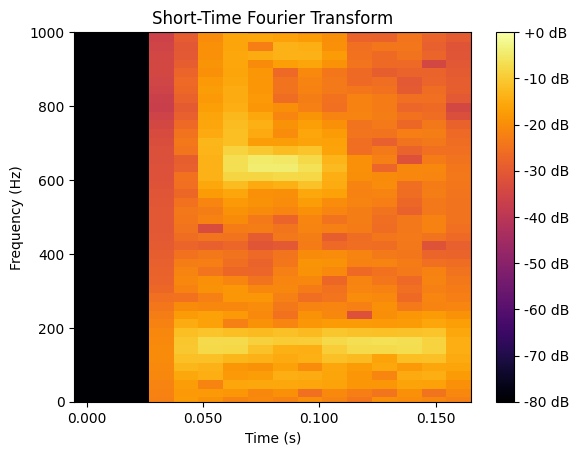 Short-Time Fourier Transform
1000
800
600
400
200
0
Frequency (Hz)
0.000
0.050
0.100
0.150
Time (s)
+0 dB
-10 dB
-20 dB
-30 dB
-40 dB
-50 dB
-60 dB
-70 dB
-80 dB